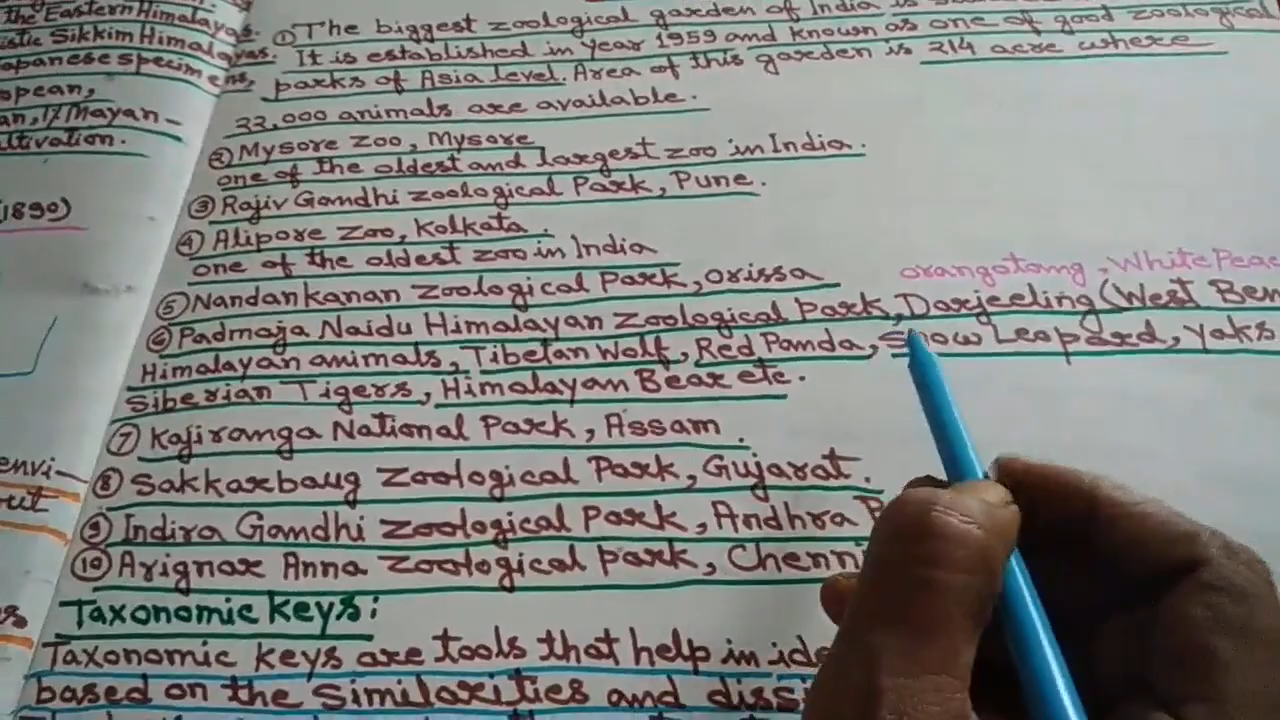 the Eastern Himalayas.
istic Sikkim Himalayas.
apanese specimens,
opean,
an, 17 Mayan-
ltivation.
(1890)
envi-
out
es
① The biggest zoological garden of India is
It is established in year 1959 and known as one of good zoological
parks of Asia level. Area of this garden is 214 acre where
22,000 animals are available.
② Mysore Zoo, Mysore
one of the oldest and largest zoo in India.
③ Rajiv Gandhi Zoological Park, Pune.
④ Alipore Zoo, Kolkata.
one of the oldest zoo in India
⑤ Nandankanan Zoological Park, Orissa
orangotang, White Peac
⑥ Padmaja Naidu Himalayan Zoological Park, Darjeeling (West Ben
Himalayan animals, Tibetan Wolf, Red Panda, Snow Leopard, Yaks
Siberian Tigers, Himalayan Bear etc.
⑦ Kajiranga National Park, Assam.
⑧ Sakkarbaug Zoological Park, Gujarat.
⑨ Indira Gandhi Zoological Park, Andhra P
⑩ Arignar Anna Zoological park, Chenn
Taxonomic Keys:
Taxonomic keys are tools that help in ide
based on the similarities and dissi